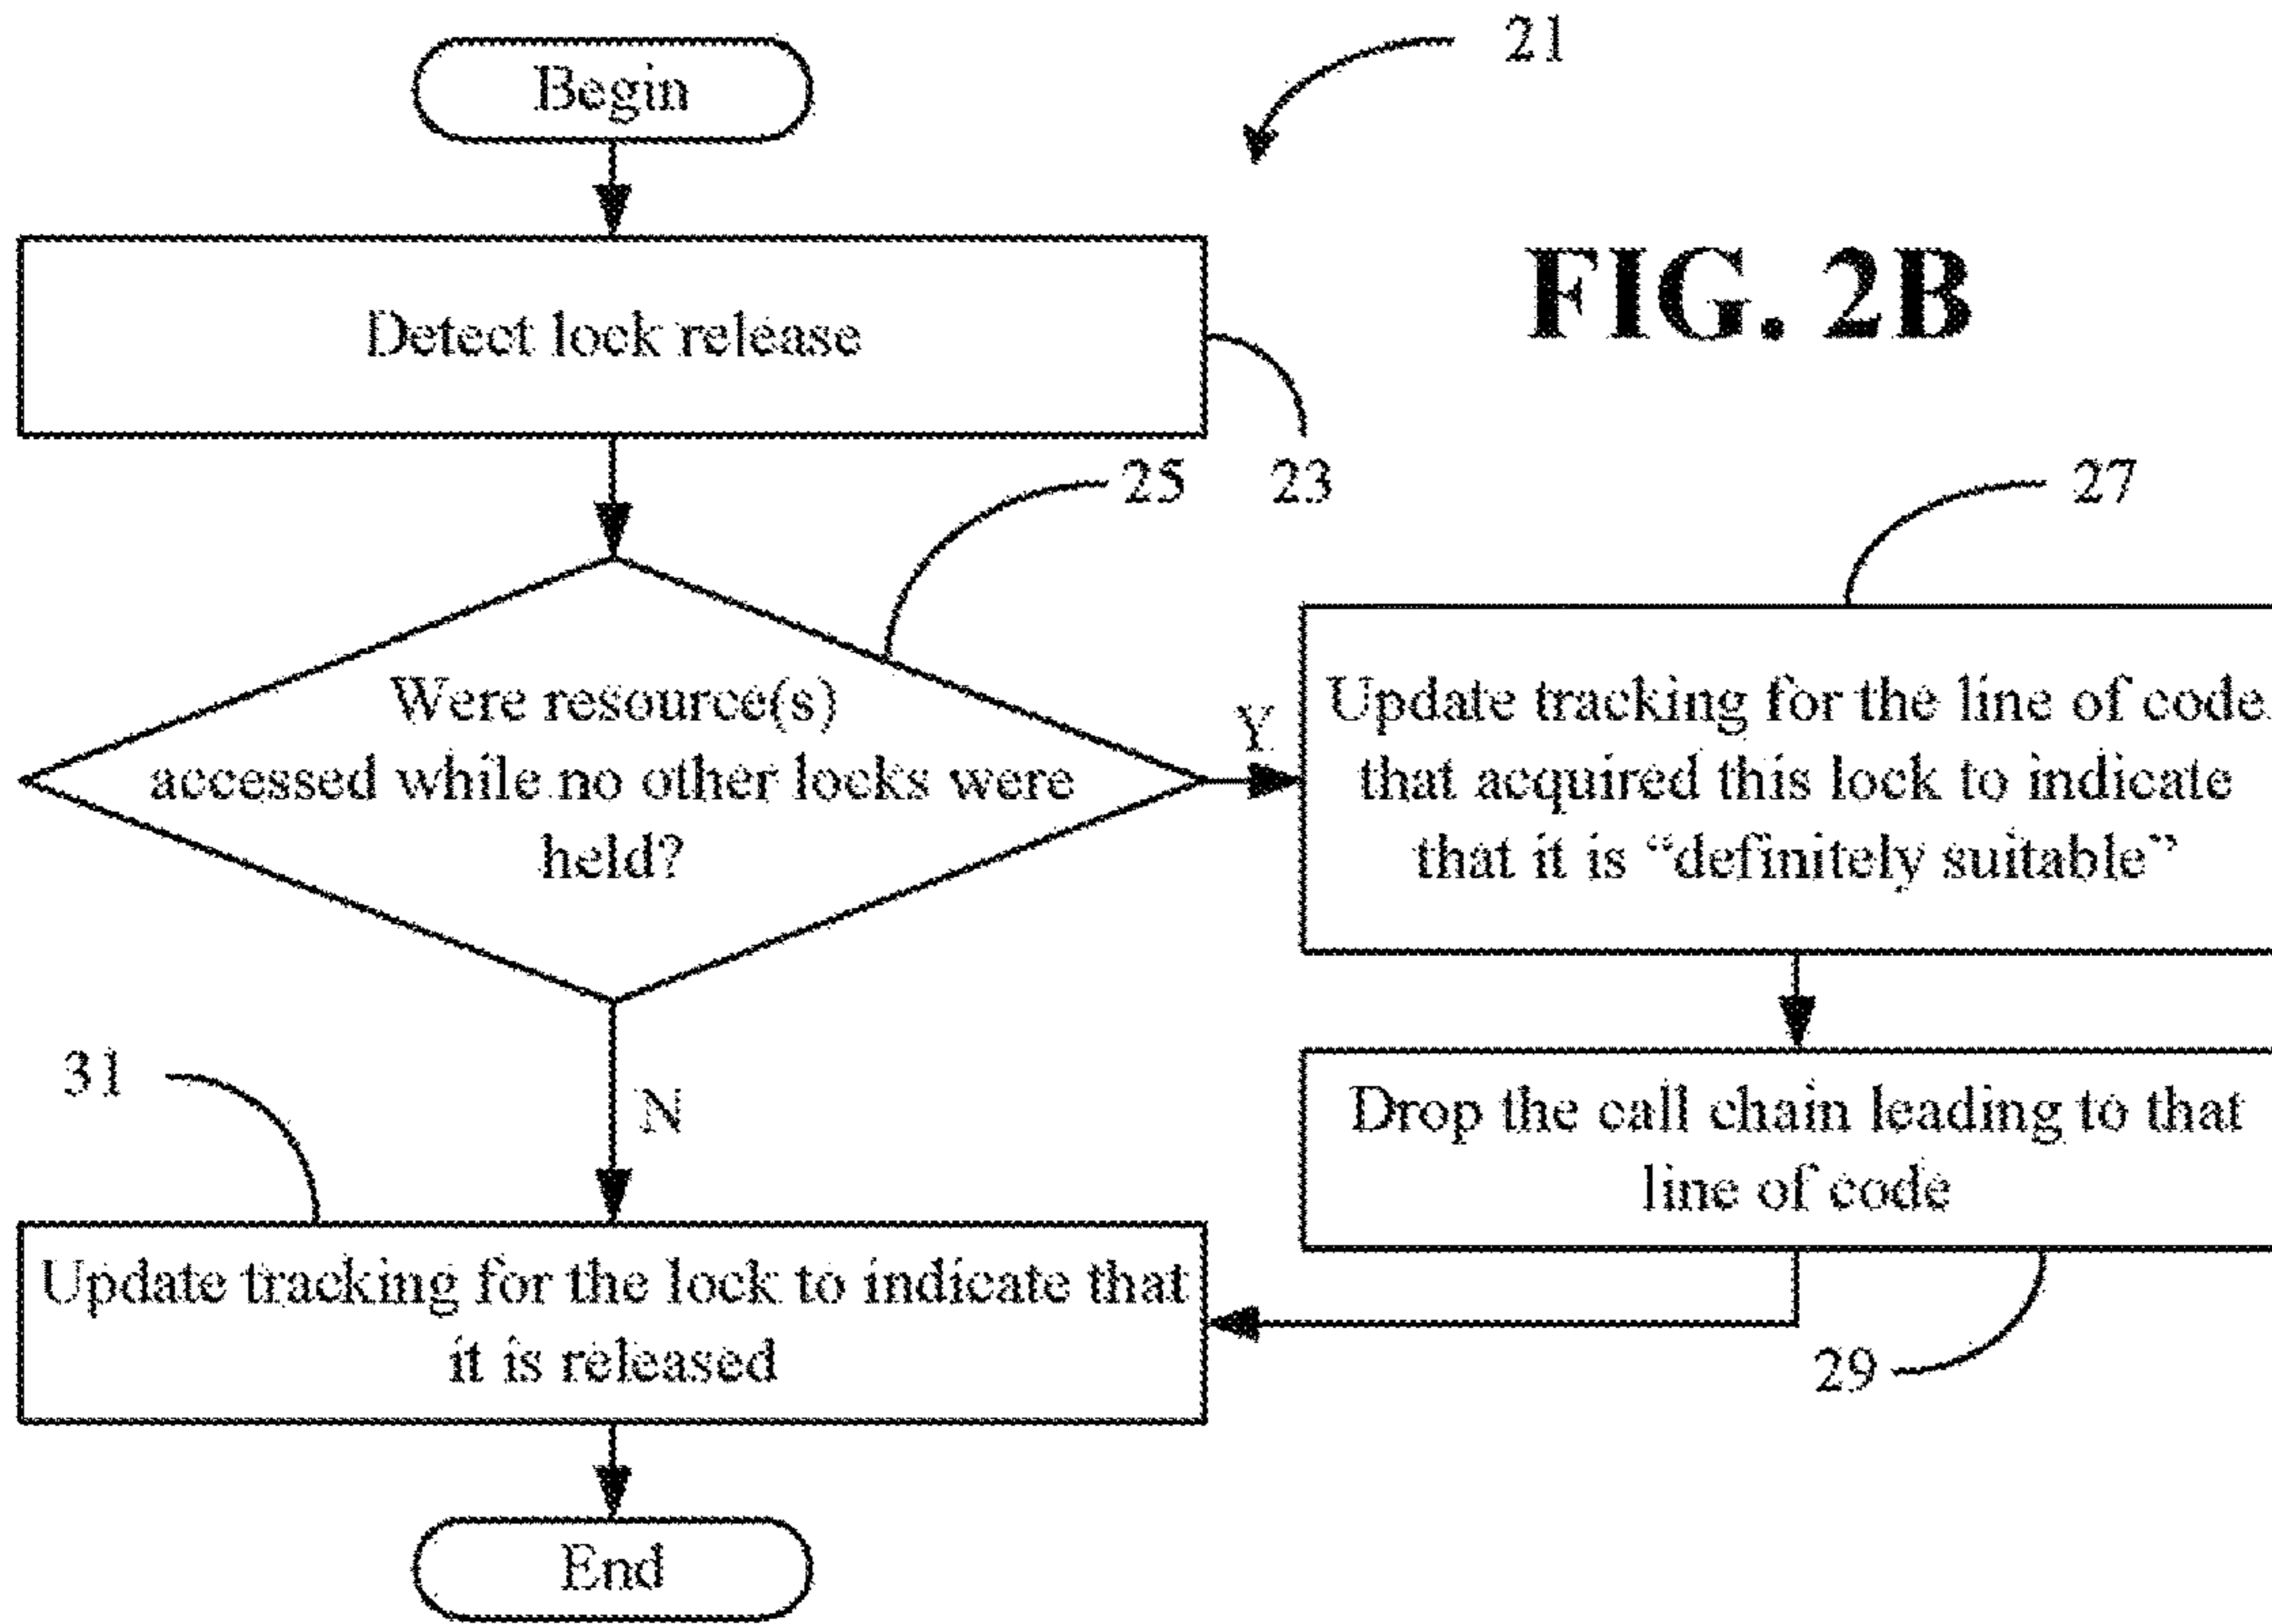 Begin
21
FIG. 2B
Detect lock release
23
25
27
Were resource(s)
accessed while no other locks were
held?
Y
Update tracking for the line of code
that acquired this lock to indicate
that it is “definitely suitable”
Drop the call chain leading to that
line of code
29
N
31
Update tracking for the lock to indicate that
it is released
End